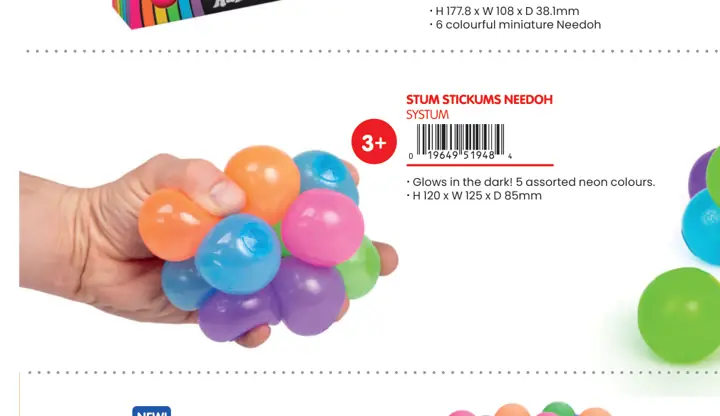 · H 177.8 x W 108 x D 38.1mm
· 6 colourful miniature Needoh
STUM STICKUMS NEEDOH
SYSTUM
3+
0 19649 51948 4
· Glows in the dark! 5 assorted neon colours.
· H 120 x W 125 x D 85mm
NEW!